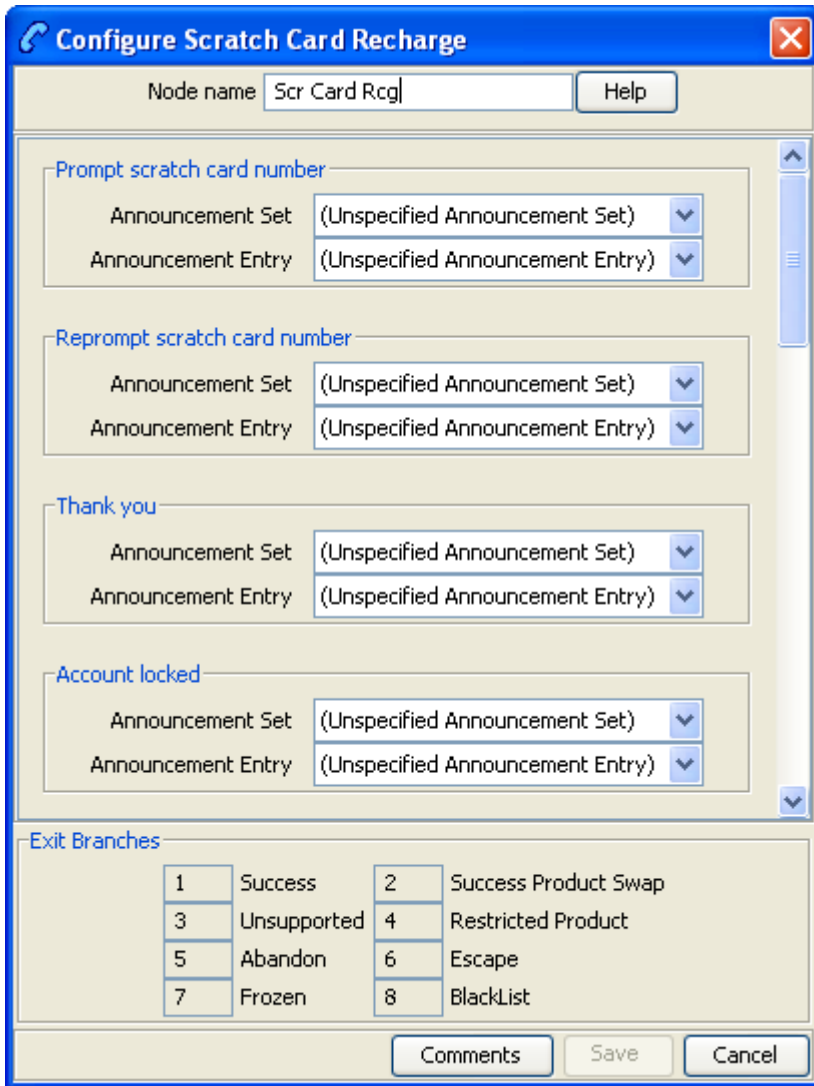 Configure Scratch Card Recharge
Node name Scr Card Rcg Help
Prompt scratch card number
Announcement Set (Unspecified Announcement Set)
Announcement Entry (Unspecified Announcement Entry)
Reprompt scratch card number
Announcement Set (Unspecified Announcement Set)
Announcement Entry (Unspecified Announcement Entry)
Thank you
Announcement Set (Unspecified Announcement Set)
Announcement Entry (Unspecified Announcement Entry)
Account locked
Announcement Set (Unspecified Announcement Set)
Announcement Entry (Unspecified Announcement Entry)
Exit Branches
1 Success 2 Success Product Swap
3 Unsupported 4 Restricted Product
5 Abandon 6 Escape
7 Frozen 8 BlackList
Comments Save Cancel